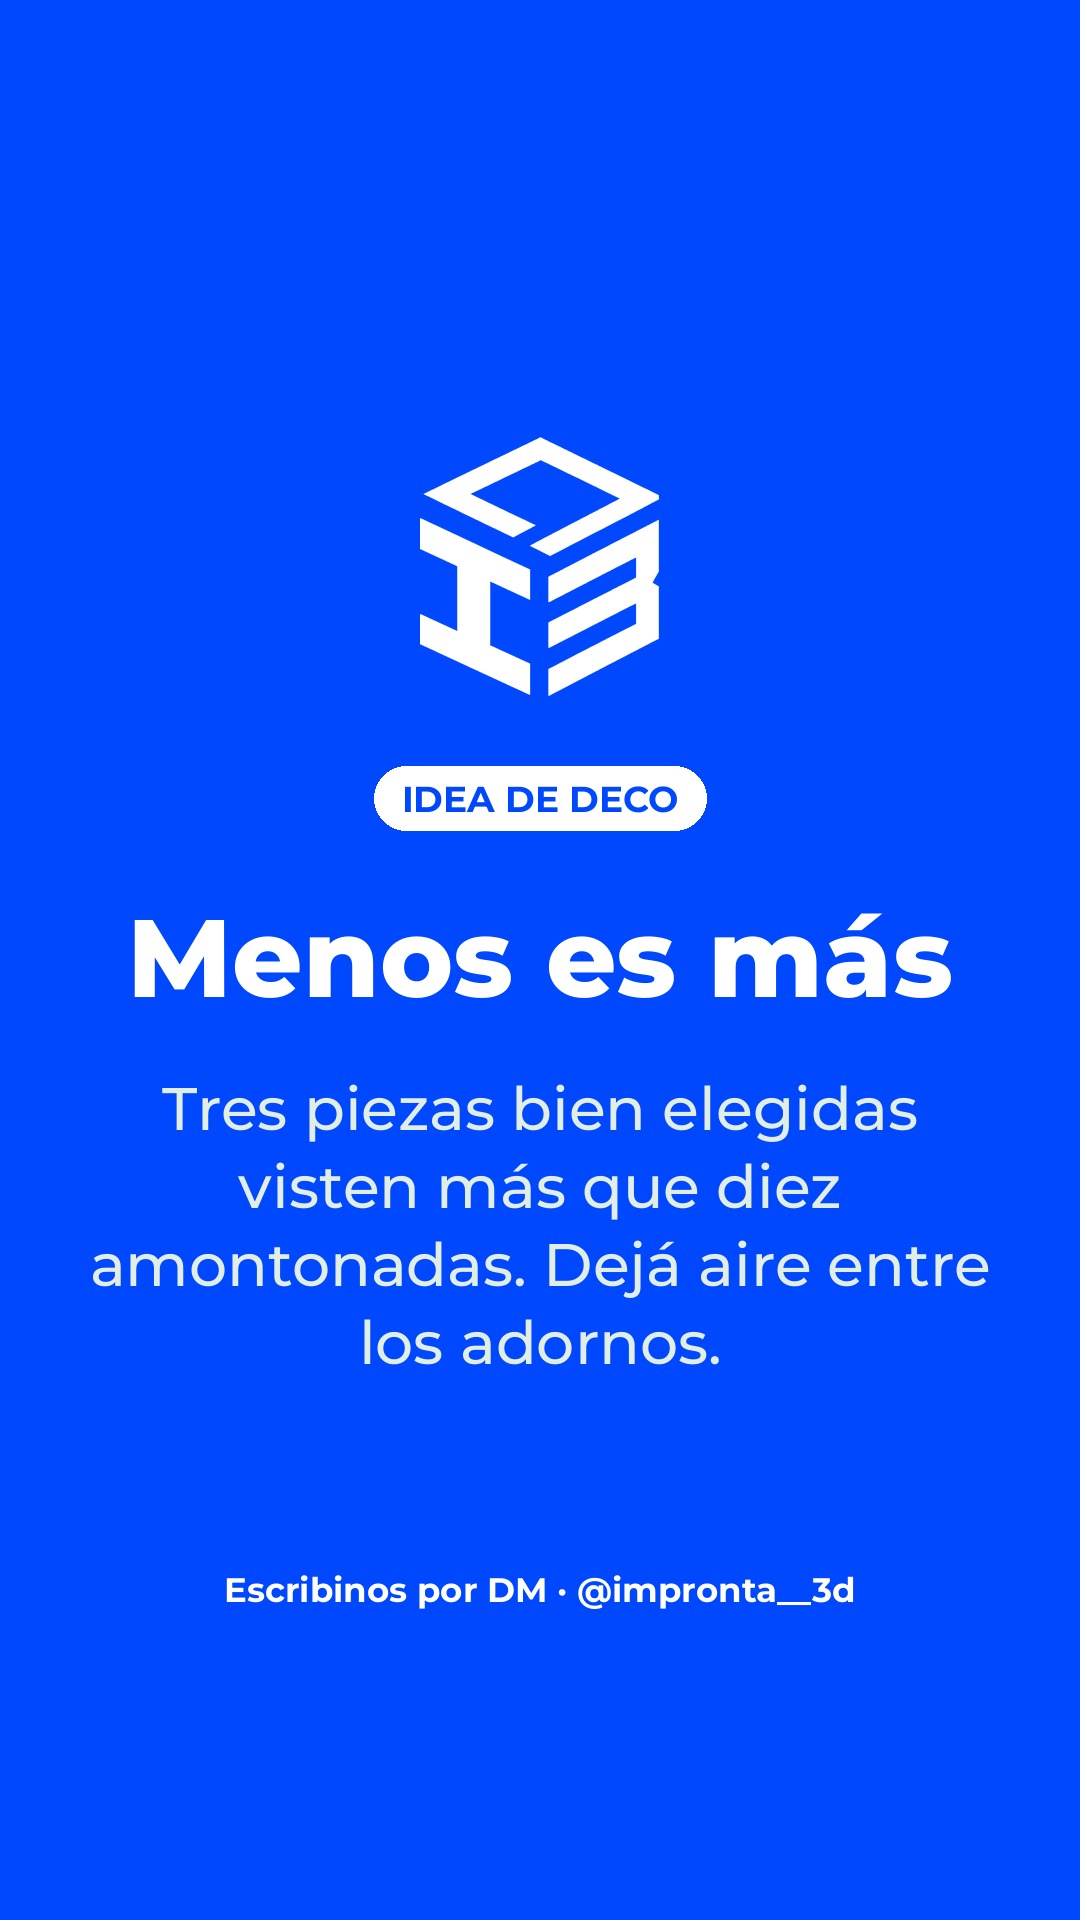 IDEA DE DECO
Menos es más
Tres piezas bien elegidas
visten más que diez
amontonadas. Dejá aire entre
los adornos.
Escribinos por DM · @impronta__3d